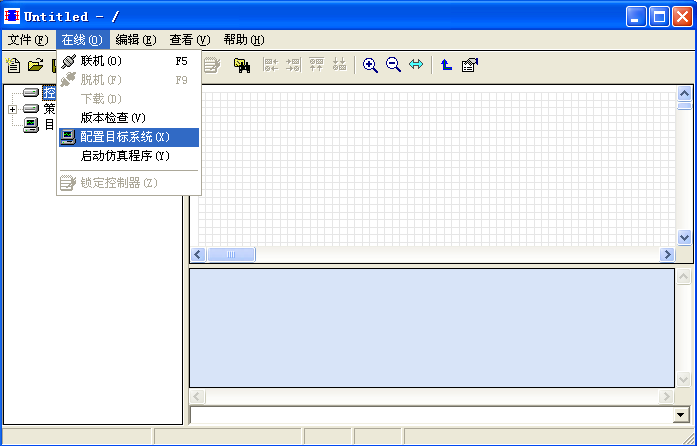 Untitled - /
文件(F) 在线(O) 编辑(E) 查看(V) 帮助(H)
联机(O) F5
脱机(F) F9
下载(D)
版本检查(V)
配置目标系统(X)
启动仿真程序(Y)
锁定控制器(Z)
控
策
目